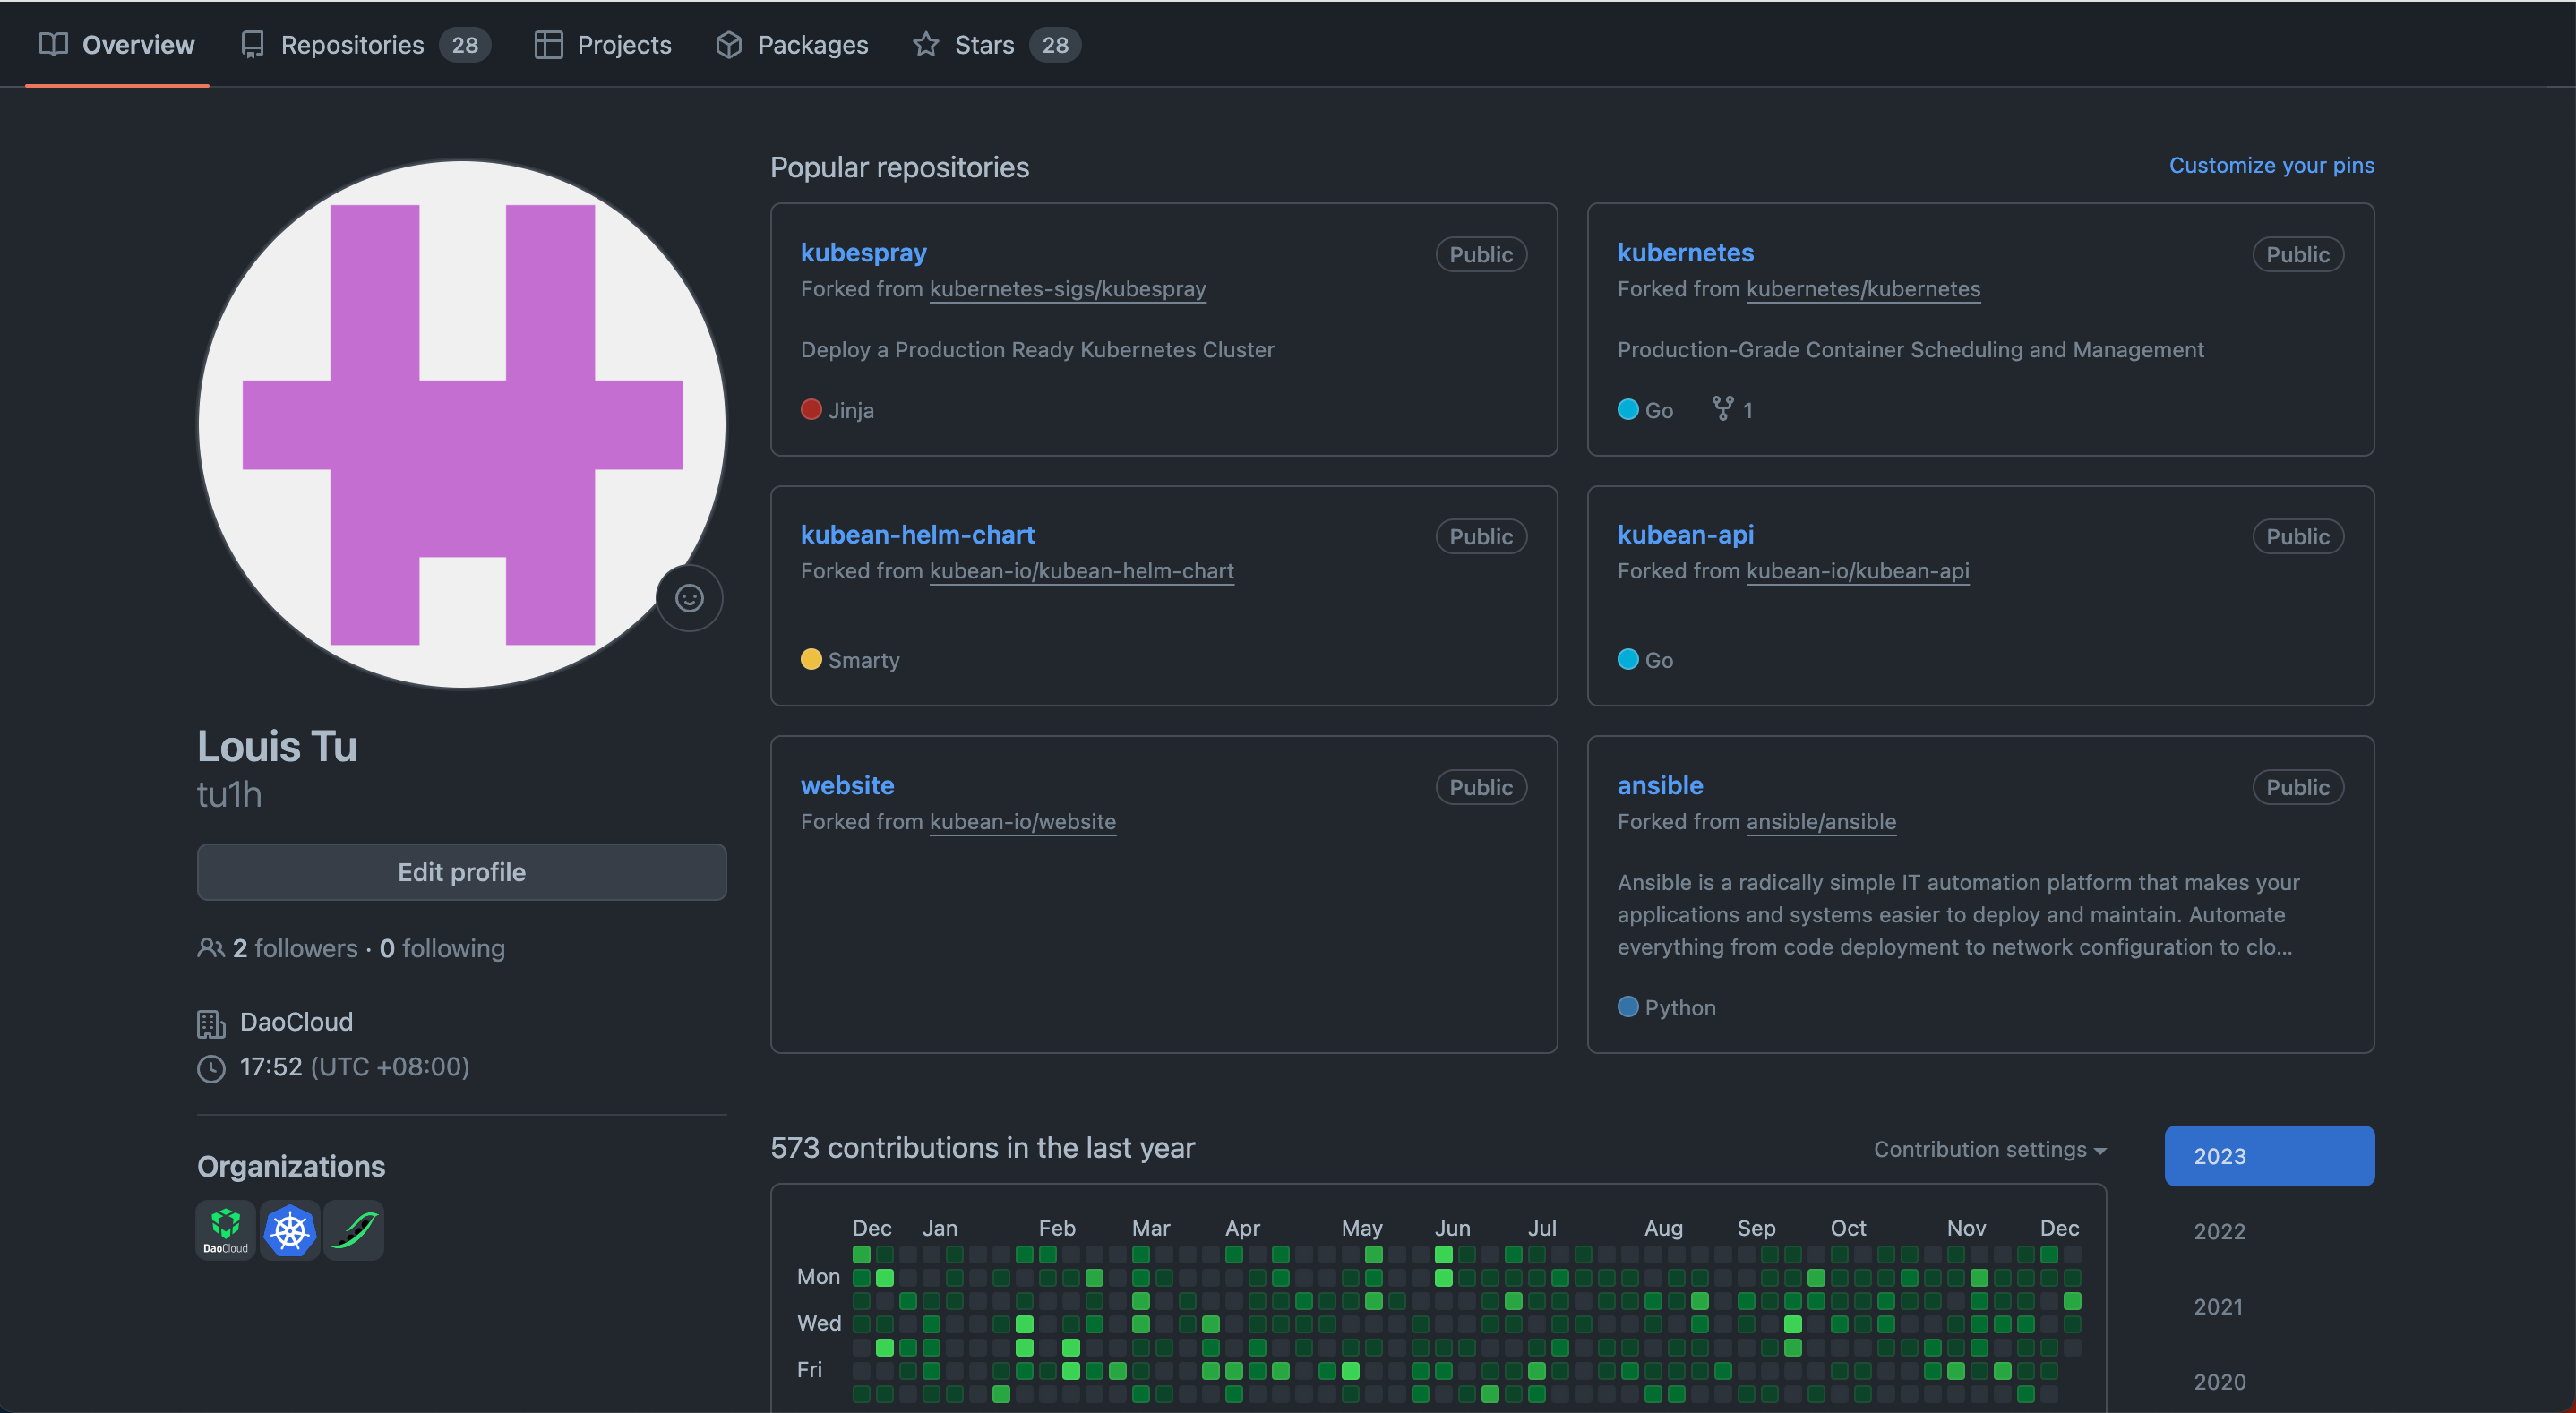 Overview Repositories 28 Projects Packages Stars 28
Popular repositories
Customize your pins
kubespray
Public
Forked from kubernetes-sigs/kubespray
Deploy a Production Ready Kubernetes Cluster
Jinja
kubernetes
Public
Forked from kubernetes/kubernetes
Production-Grade Container Scheduling and Management
Go 1
kubean-helm-chart
Public
Forked from kubean-io/kubean-helm-chart
Smarty
kubean-api
Public
Forked from kubean-io/kubean-api
Go
website
Public
Forked from kubean-io/website
ansible
Public
Forked from ansible/ansible
Ansible is a radically simple IT automation platform that makes your
applications and systems easier to deploy and maintain. Automate
everything from code deployment to network configuration to clo...
Python
Louis Tu
tu1h
Edit profile
2 followers · 0 following
DaoCloud
17:52 (UTC +08:00)
Organizations
DaoCloud
573 contributions in the last year
Contribution settings
Dec Jan Feb Mar Apr May Jun Jul Aug Sep Oct Nov Dec
Mon
Wed
Fri
2023
2022
2021
2020